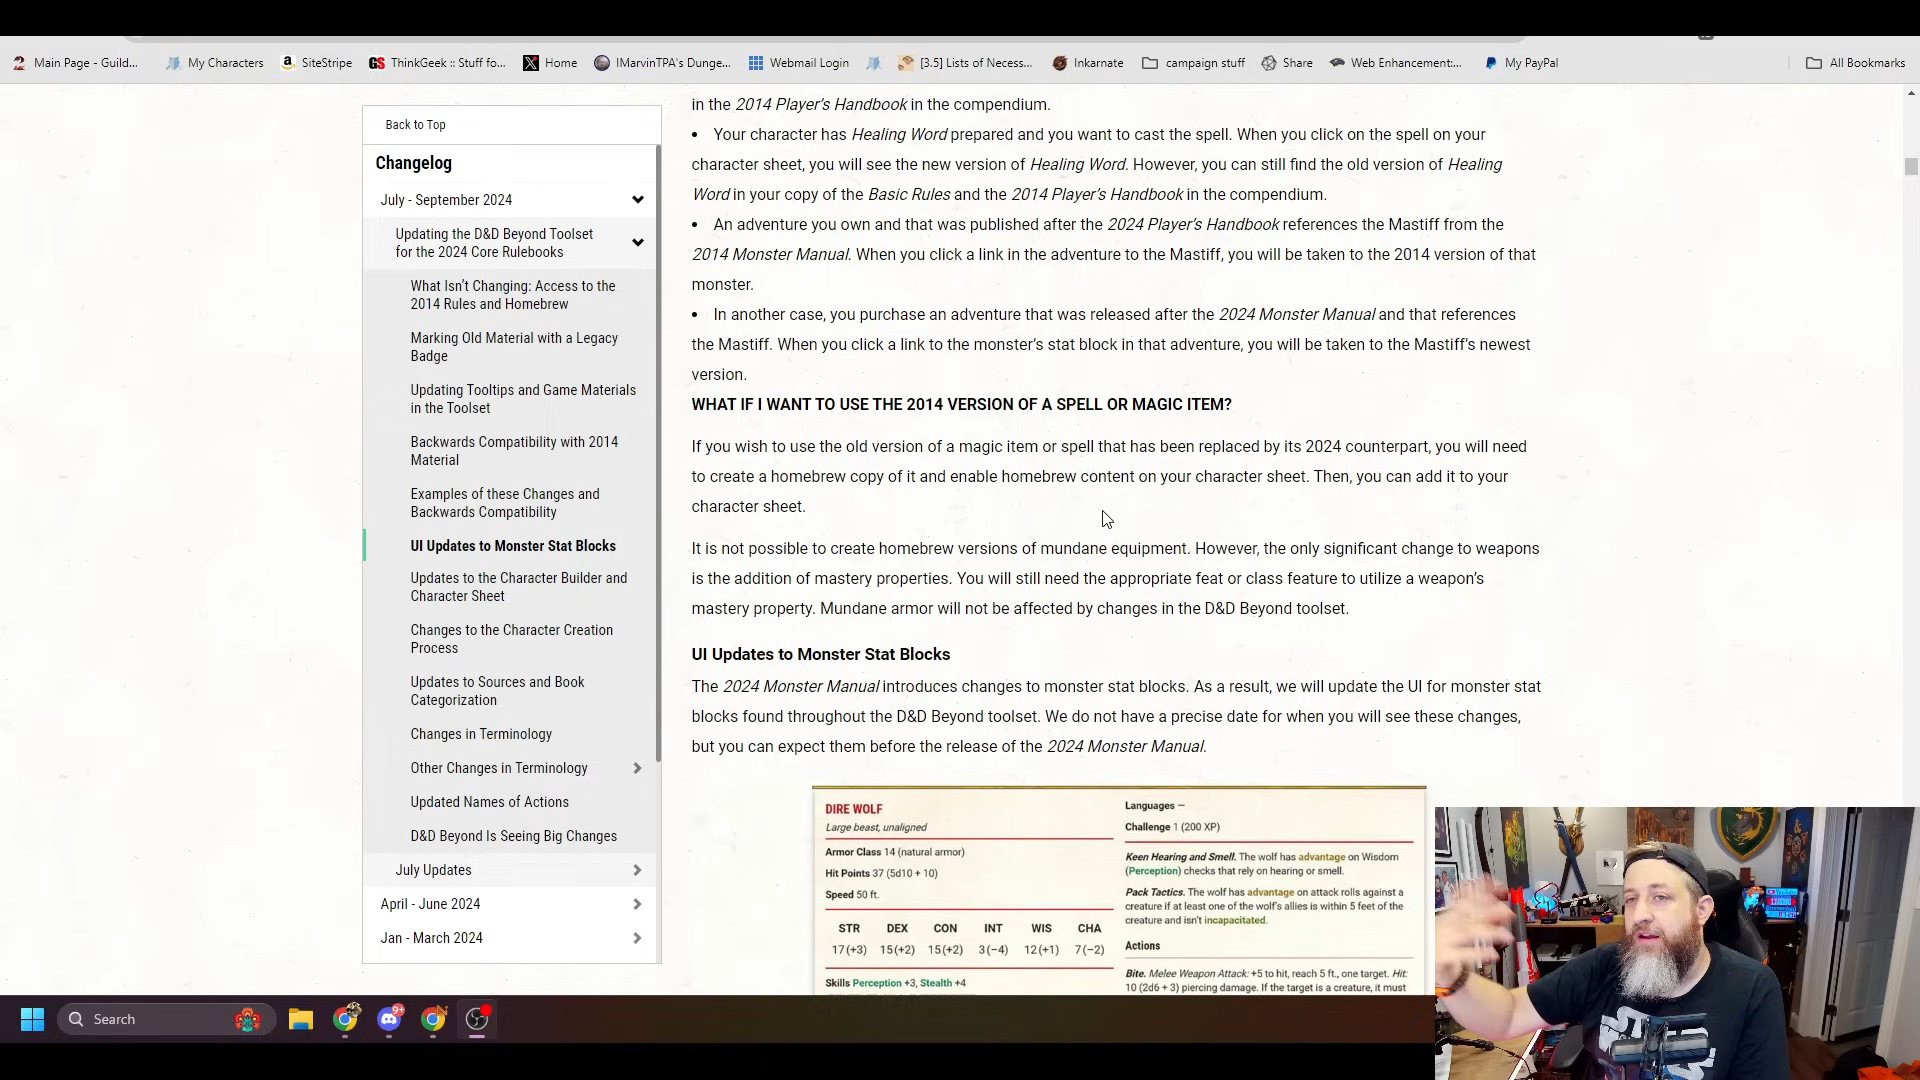 Main Page - Guild...
My Characters
SiteStripe
ThinkGeek :: Stuff fo...
Home
IMarvinTPA's Dunge...
Webmail Login
[3.5] Lists of Necess...
Inkarnate
campaign stuff
Share
Web Enhancement:...
My PayPal
All Bookmarks
Back to Top
Changelog
July - September 2024
Updating the D&D Beyond Toolset
for the 2024 Core Rulebooks
What Isn't Changing: Access to the
2014 Rules and Homebrew
Marking Old Material with a Legacy
Badge
Updating Tooltips and Game Materials
in the Toolset
Backwards Compatibility with 2014
Material
Examples of these Changes and
Backwards Compatibility
UI Updates to Monster Stat Blocks
Updates to the Character Builder and
Character Sheet
Changes to the Character Creation
Process
Updates to Sources and Book
Categorization
Changes in Terminology
Other Changes in Terminology
Updated Names of Actions
D&D Beyond Is Seeing Big Changes
July Updates
April - June 2024
Jan - March 2024
in the 2014 Player's Handbook in the compendium.
• Your character has Healing Word prepared and you want to cast the spell. When you click on the spell on your
character sheet, you will see the new version of Healing Word. However, you can still find the old version of Healing
Word in your copy of the Basic Rules and the 2014 Player's Handbook in the compendium.
• An adventure you own and that was published after the 2024 Player's Handbook references the Mastiff from the
2014 Monster Manual. When you click a link in the adventure to the Mastiff, you will be taken to the 2014 version of that
monster.
• In another case, you purchase an adventure that was released after the 2024 Monster Manual and that references
the Mastiff. When you click a link to the monster's stat block in that adventure, you will be taken to the Mastiff's newest
version.
WHAT IF I WANT TO USE THE 2014 VERSION OF A SPELL OR MAGIC ITEM?
If you wish to use the old version of a magic item or spell that has been replaced by its 2024 counterpart, you will need
to create a homebrew copy of it and enable homebrew content on your character sheet. Then, you can add it to your
character sheet.
It is not possible to create homebrew versions of mundane equipment. However, the only significant change to weapons
is the addition of mastery properties. You will still need the appropriate feat or class feature to utilize a weapon's
mastery property. Mundane armor will not be affected by changes in the D&D Beyond toolset.
UI Updates to Monster Stat Blocks
The 2024 Monster Manual introduces changes to monster stat blocks. As a result, we will update the UI for monster stat
blocks found throughout the D&D Beyond toolset. We do not have a precise date for when you will see these changes,
but you can expect them before the release of the 2024 Monster Manual.
DIRE WOLF
Large beast, unaligned
Armor Class 14 (natural armor)
Hit Points 37 (5d10 + 10)
Speed 50 ft.
STR DEX CON INT WIS CHA
17 (+3) 15 (+2) 15 (+2) 3 (−4) 12 (+1) 7 (−2)
Skills Perception +3, Stealth +4
Languages —
Challenge 1 (200 XP)
Keen Hearing and Smell. The wolf has advantage on Wisdom
(Perception) checks that rely on hearing or smell.
Pack Tactics. The wolf has advantage on attack rolls against a
creature if at least one of the wolf's allies is within 5 feet of the
creature and isn't incapacitated.
Actions
Bite. Melee Weapon Attack: +5 to hit, reach 5 ft., one target. Hit:
10 (2d6 + 3) piercing damage. If the target is a creature, it must
Search
9+